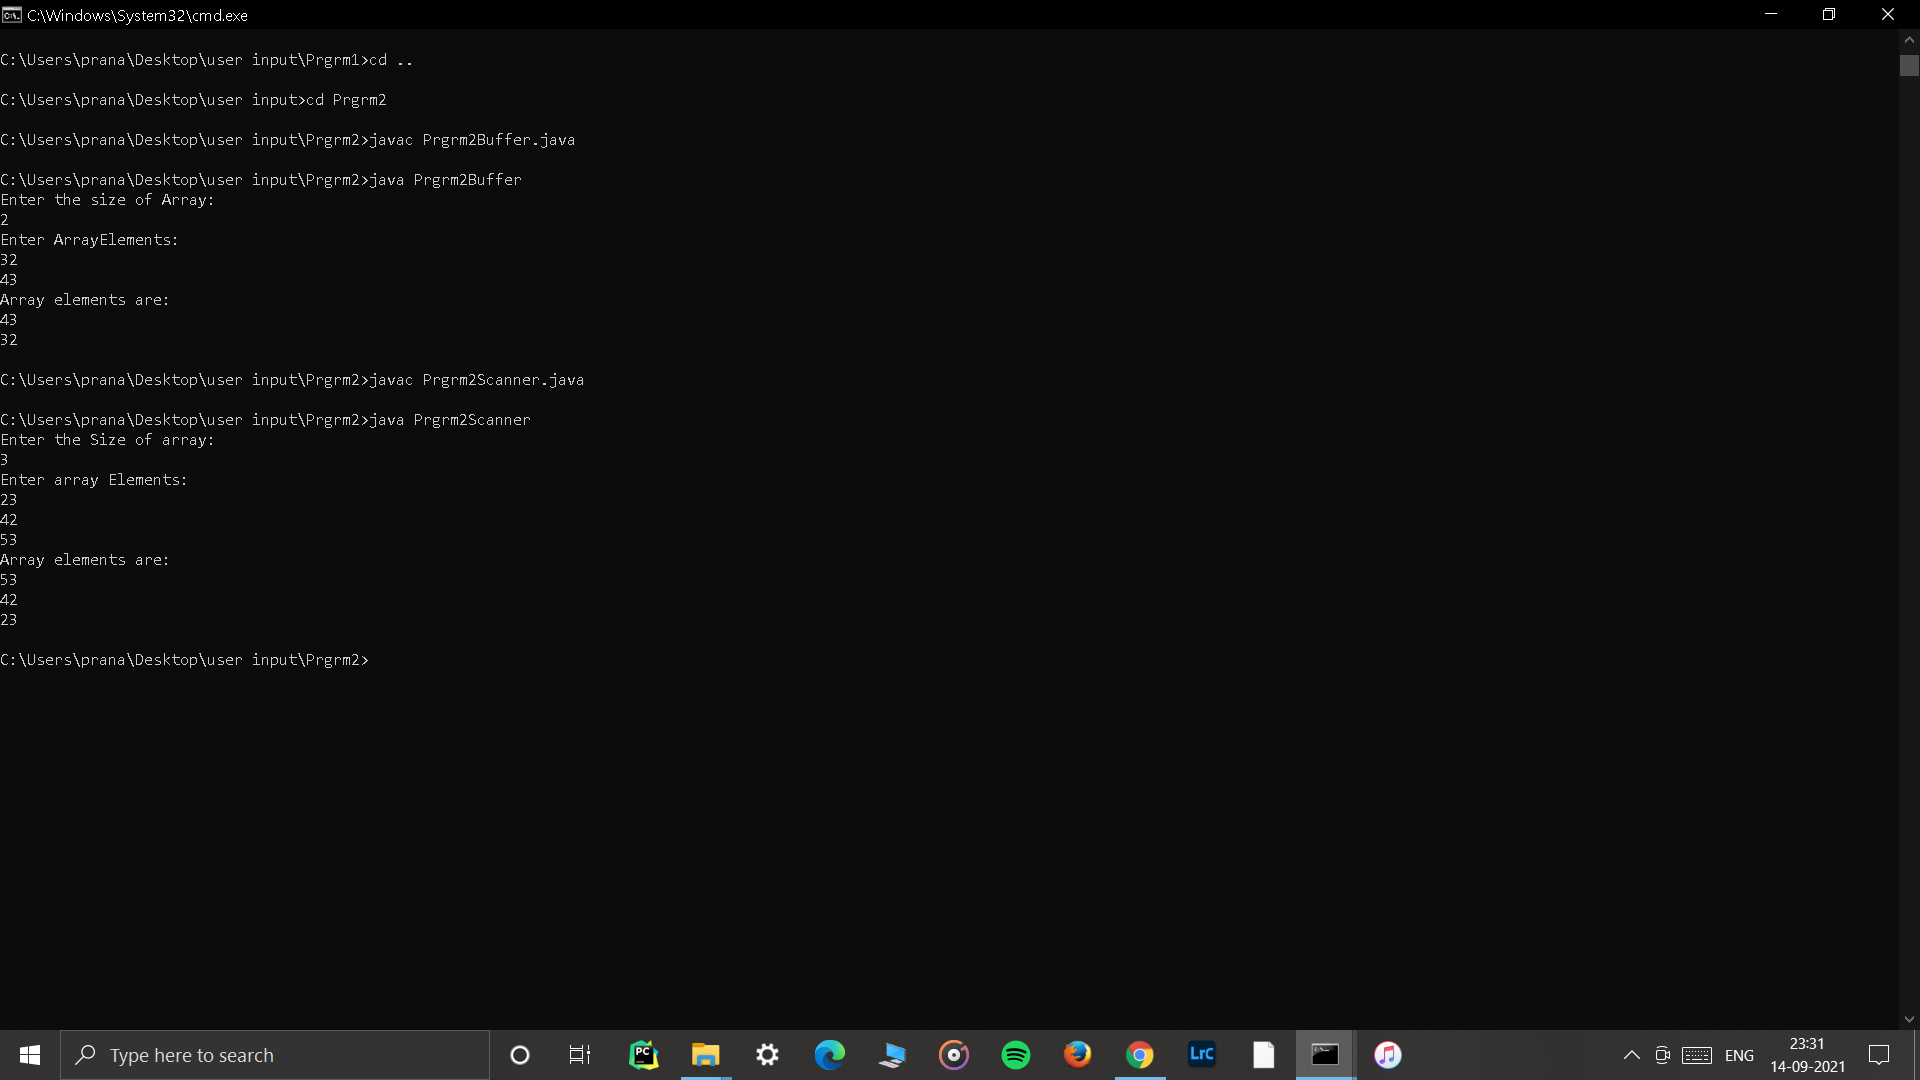 C:\Windows\System32\cmd.exe
C:\Users\prana\Desktop\user input\Prgrm1>cd ..
C:\Users\prana\Desktop\user input>cd Prgrm2
C:\Users\prana\Desktop\user input\Prgrm2>javac Prgrm2Buffer.java
C:\Users\prana\Desktop\user input\Prgrm2>java Prgrm2Buffer
Enter the size of Array:
2
Enter ArrayElements:
32
43
Array elements are:
43
32
C:\Users\prana\Desktop\user input\Prgrm2>javac Prgrm2Scanner.java
C:\Users\prana\Desktop\user input\Prgrm2>java Prgrm2Scanner
Enter the Size of array:
3
Enter array Elements:
23
42
53
Array elements are:
53
42
23
C:\Users\prana\Desktop\user input\Prgrm2>
Type here to search
PC
LrC
ENG
23:31
14-09-2021